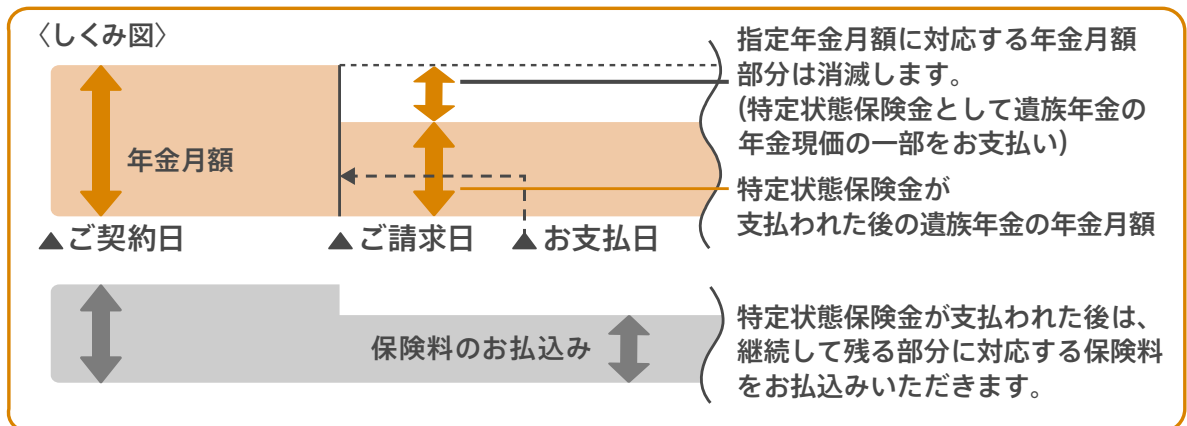 〈しくみ図〉
指定年金月額に対応する年金月額
部分は消滅します。
(特定状態保険金として遺族年金の
年金現価の一部をお支払い)
年金月額
特定状態保険金が
支払われた後の遺族年金の年金月額
▲ご契約日
▲ご請求日
▲お支払日
保険料のお払込み
特定状態保険金が支払われた後は、
継続して残る部分に対応する保険料
をお払込みいただきます。